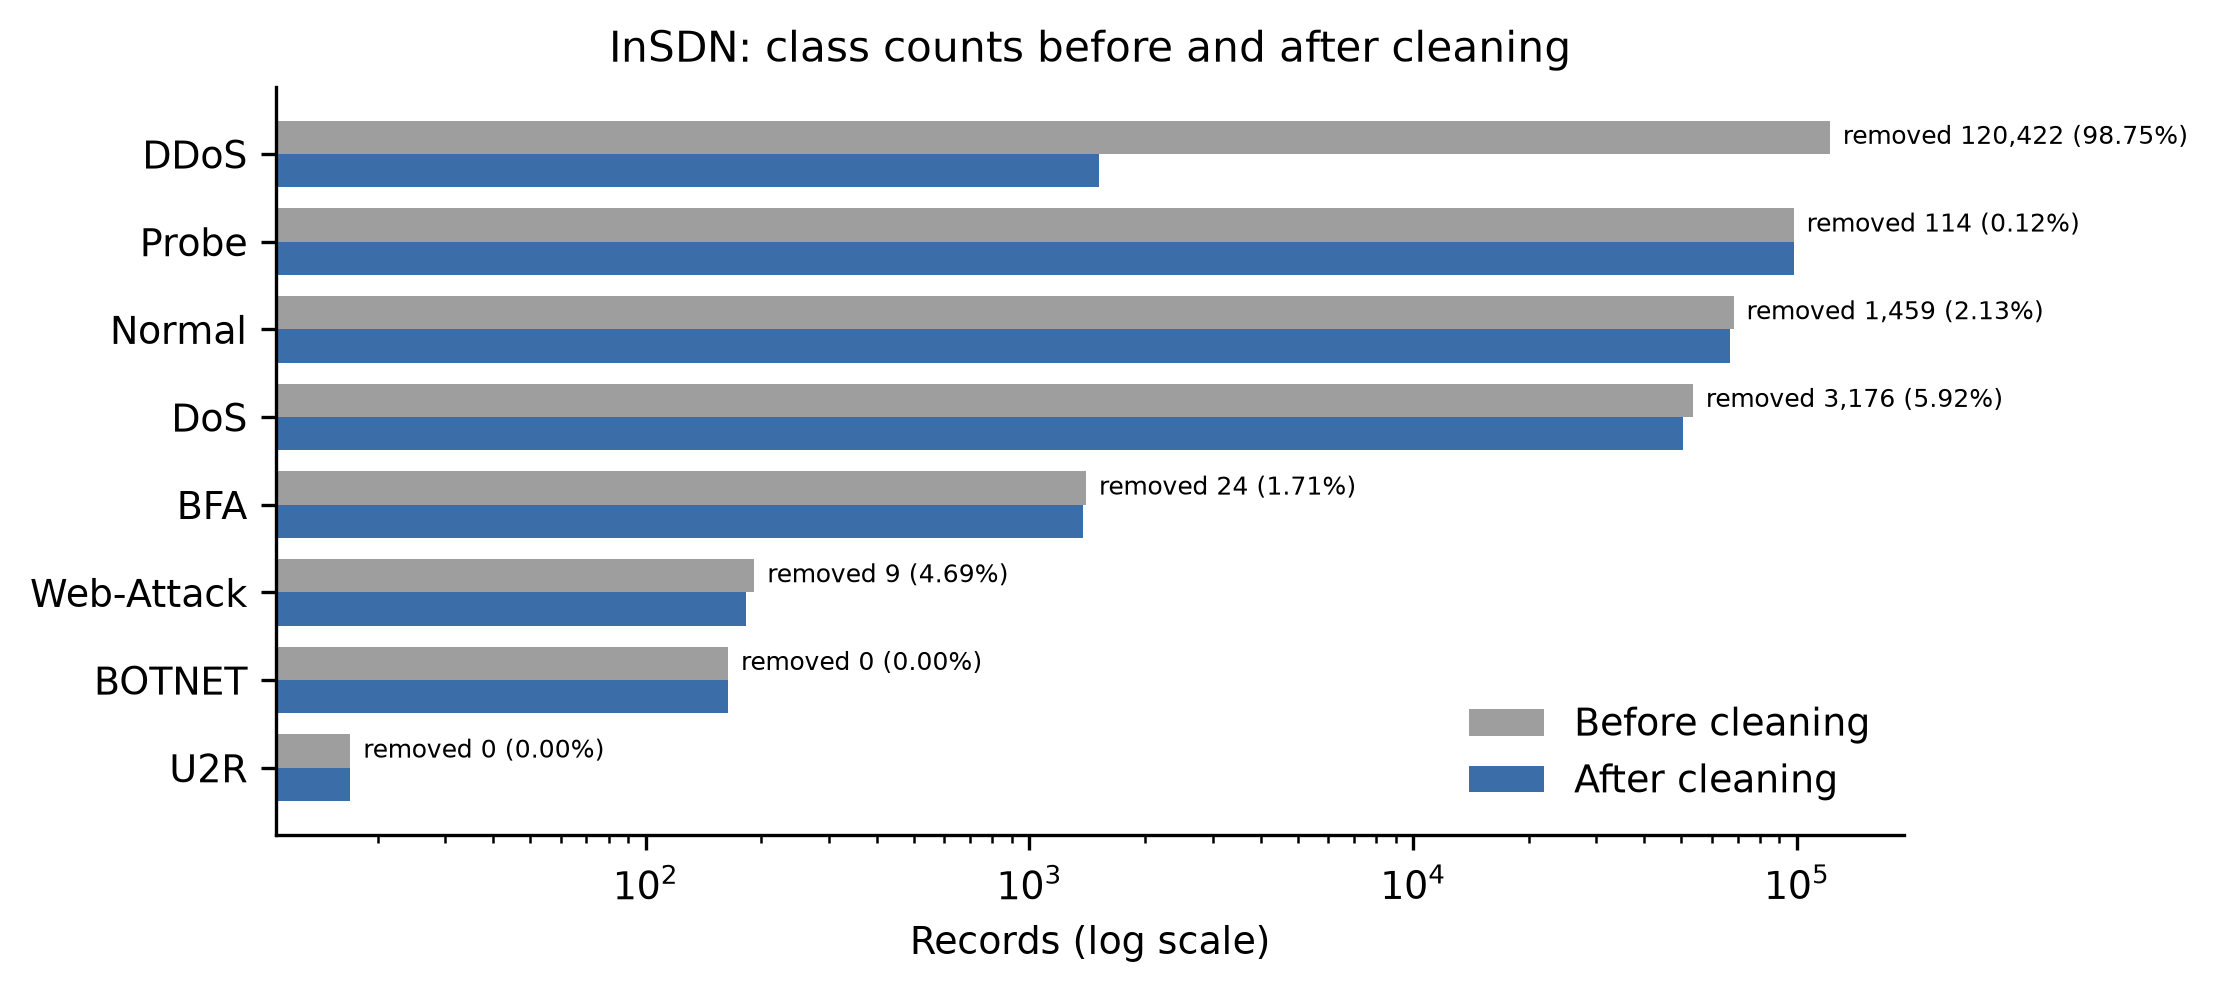 InSDN: class counts before and after cleaning
DDoS
removed 120,422 (98.75%)
Probe
removed 114 (0.12%)
Normal
removed 1,459 (2.13%)
DoS
removed 3,176 (5.92%)
BFA
removed 24 (1.71%)
Web-Attack
removed 9 (4.69%)
BOTNET
removed 0 (0.00%)
U2R
removed 0 (0.00%)
Before cleaning
After cleaning
10² 10³ 10⁴ 10⁵
Records (log scale)